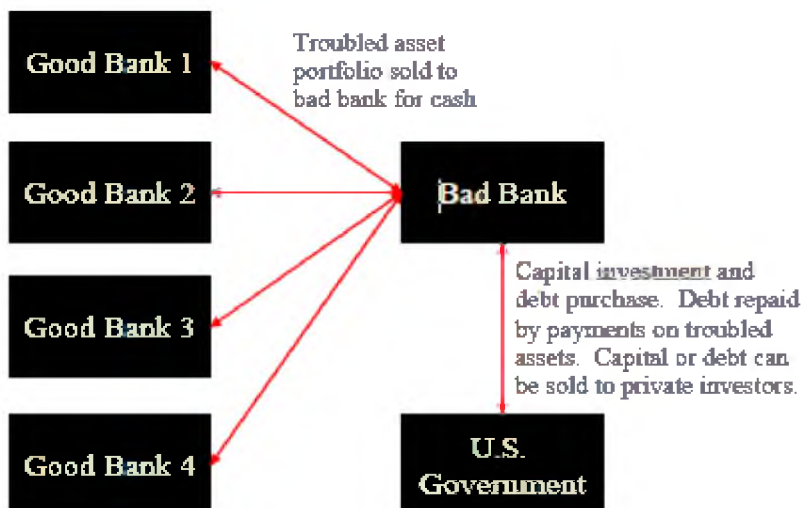 Good Bank 1
Troubled asset
portfolio sold to
bad bank for cash
Good Bank 2
Bad Bank
Good Bank 3
Capital investment and
debt purchase. Debt repaid
by payments on troubled
assets. Capital or debt can
be sold to private investors.
Good Bank 4
U.S.
Government